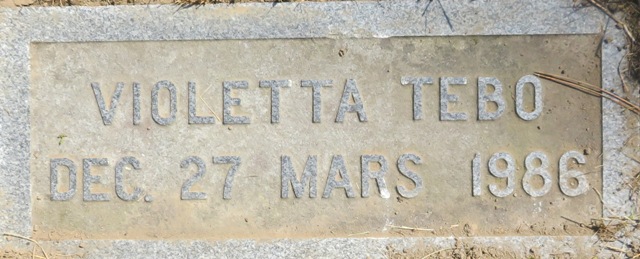 VIOLETTA TEBO
DEC. 27 MARS 1986